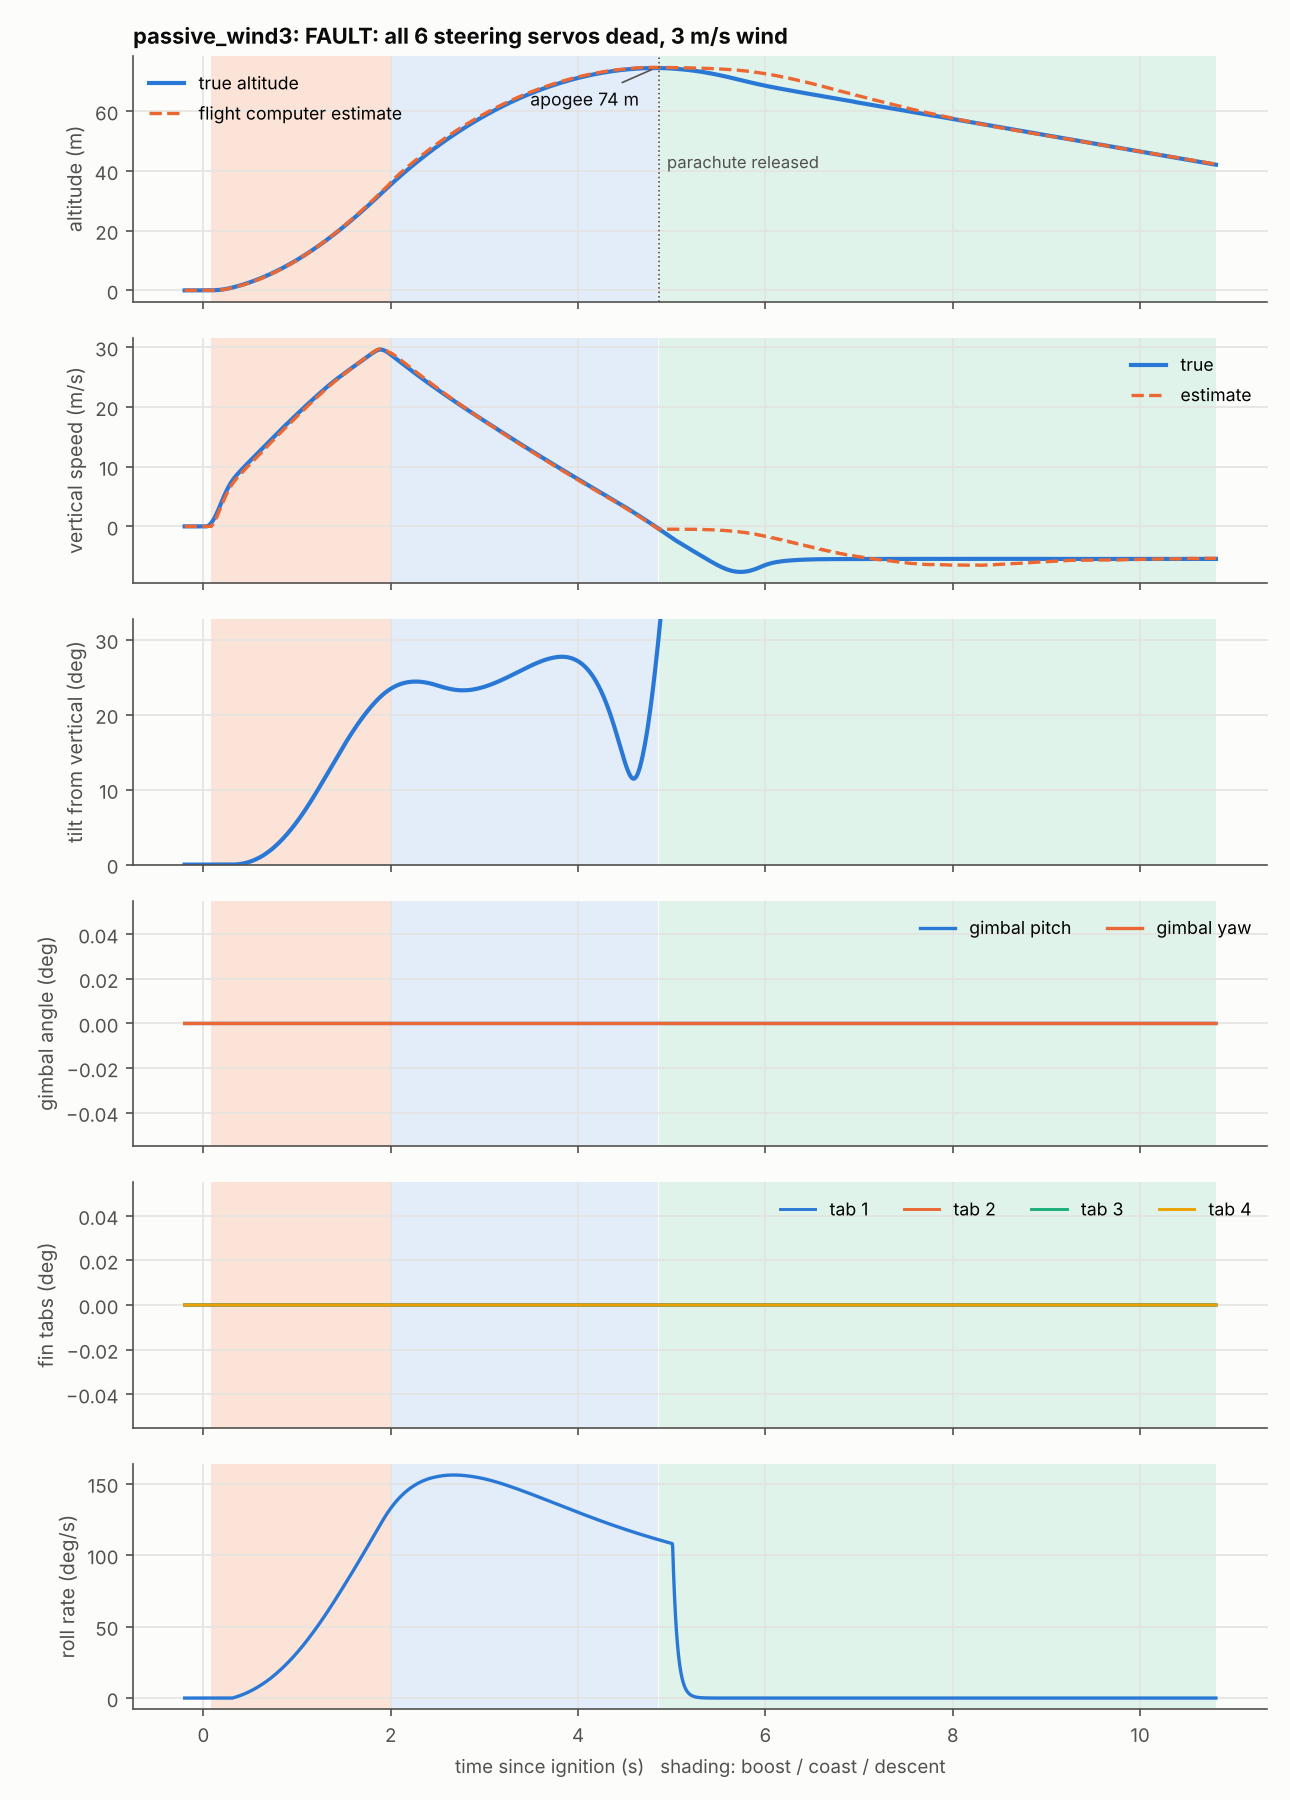 passive_wind3: FAULT: all 6 steering servos dead, 3 m/s wind
true altitude
flight computer estimate
apogee 74 m
parachute released
altitude (m)
60
40
20
0
true
estimate
vertical speed (m/s)
30
20
10
0
tilt from vertical (deg)
30
20
10
0
gimbal pitch
gimbal yaw
gimbal angle (deg)
0.04
0.02
0.00
−0.02
−0.04
tab 1
tab 2
tab 3
tab 4
fin tabs (deg)
0.04
0.02
0.00
−0.02
−0.04
roll rate (deg/s)
150
100
50
0
0 2 4 6 8 10
time since ignition (s)   shading: boost / coast / descent